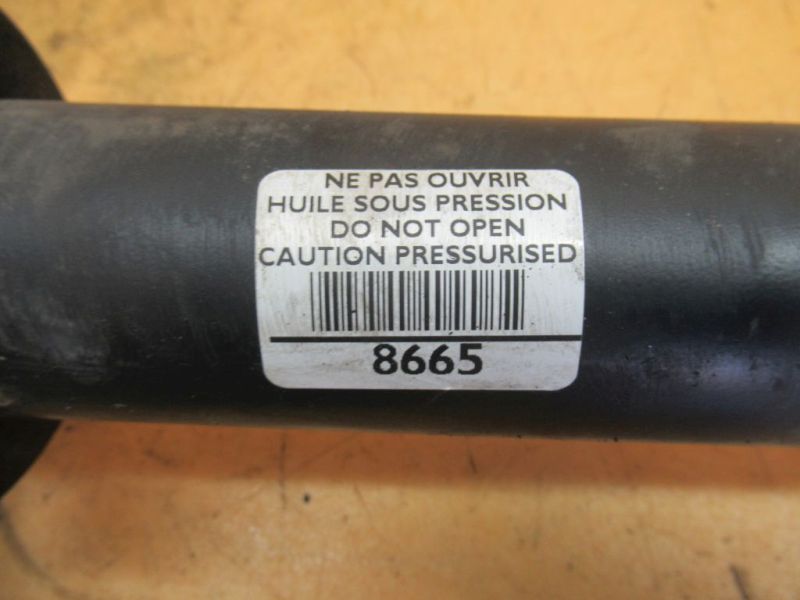 NE PAS OUVRIR
HUILE SOUS PRESSION
DO NOT OPEN
CAUTION PRESSURISED
8665